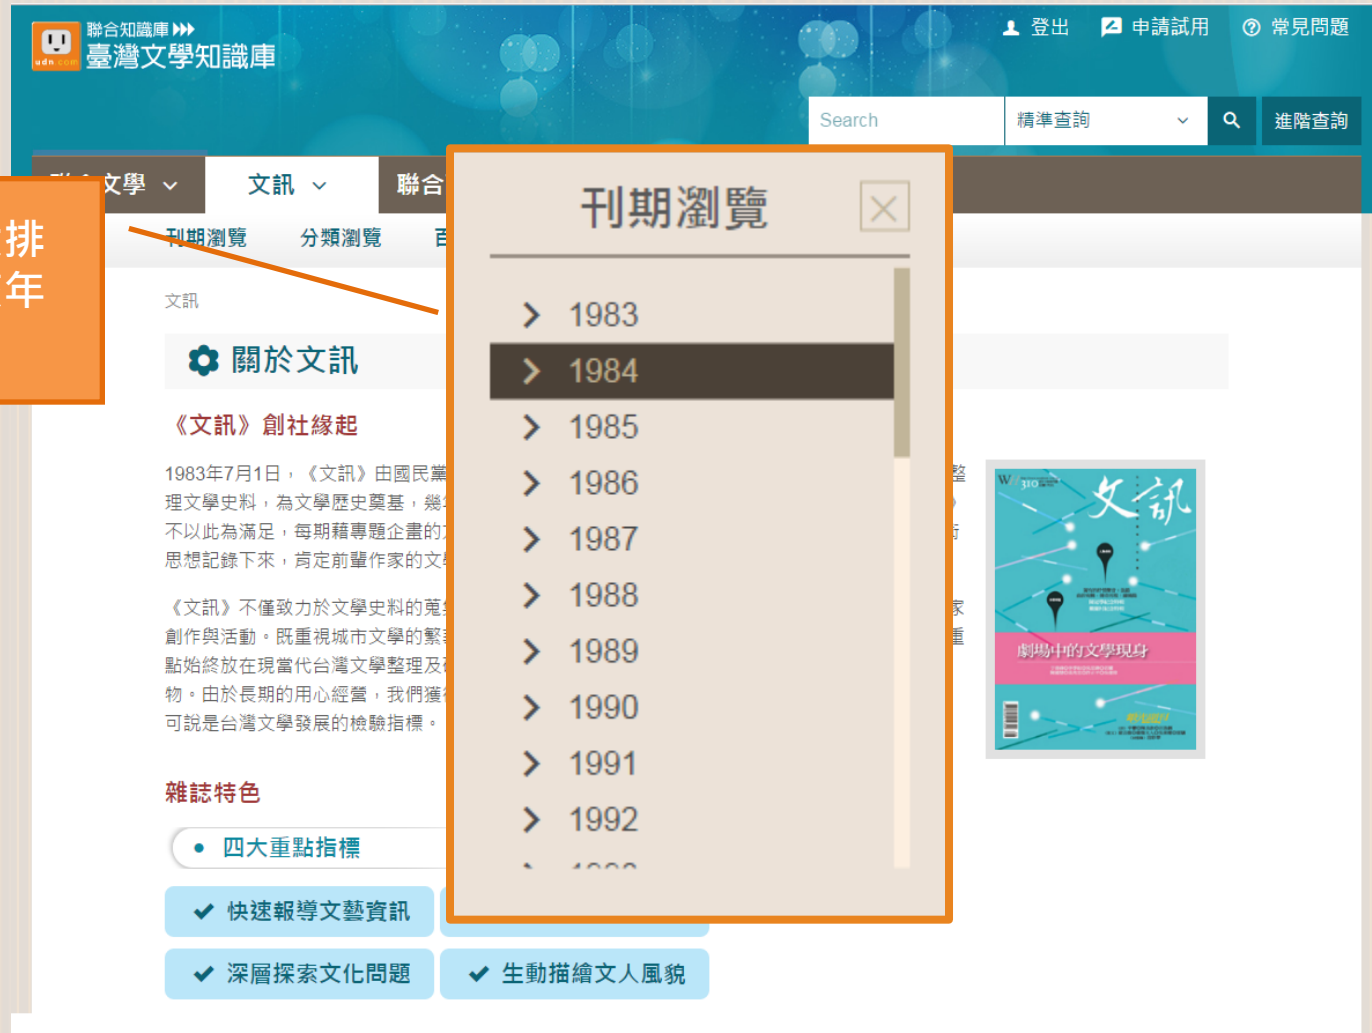 聯合知識庫
臺灣文學知識庫
udn.com
登出
申請試用
常見問題
Search
精準查詢
進階查詢
文學
文訊
聯合
排
年
刊期瀏覽
分類瀏覽
文訊
關於文訊
《文訊》創社緣起
1983年7月1日，《文訊》由國民黨
整
理文學史料，為文學歷史奠基，幾
不以此為滿足，每期藉專題企畫的
思想記錄下來，肯定前輩作家的文
《文訊》不僅致力於文學史料的蒐
家
創作與活動。既重視城市文學的繁
重
點始終放在現當代台灣文學整理及
物。由於長期的用心經營，我們獲
可說是台灣文學發展的檢驗指標。
雜誌特色
四大重點指標
快速報導文藝資訊
深層探索文化問題
生動描繪文人風貌
刊期瀏覽
1983
1984
1985
1986
1987
1988
1989
1990
1991
1992
310
文訊
劇場中的文學現身